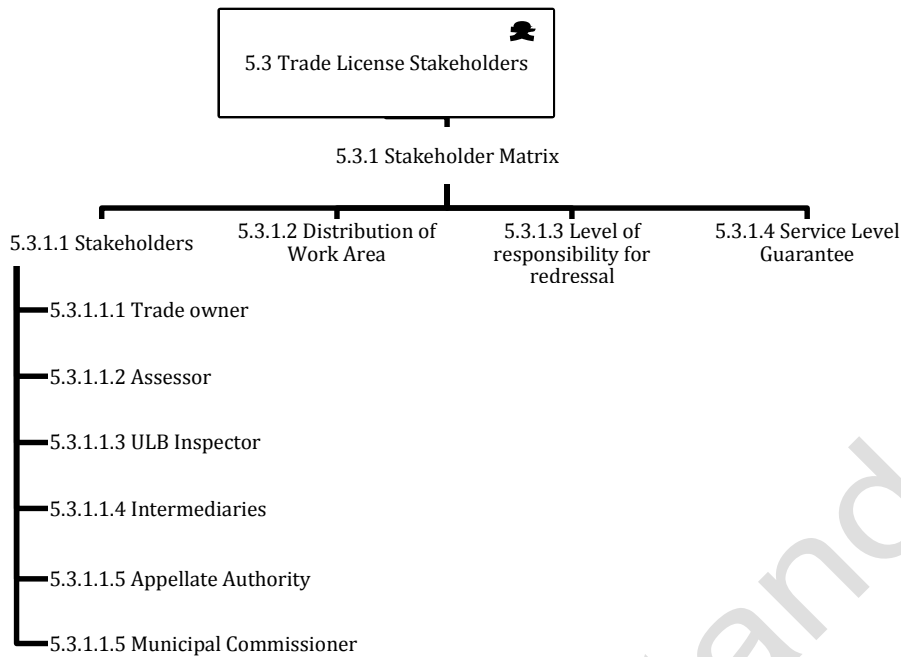 5.3 Trade License Stakeholders
5.3.1 Stakeholder Matrix
5.3.1.1 Stakeholders
5.3.1.2 Distribution of
Work Area
5.3.1.3 Level of
responsibility for
redressal
5.3.1.4 Service Level
Guarantee
5.3.1.1.1 Trade owner
5.3.1.1.2 Assessor
5.3.1.1.3 ULB Inspector
5.3.1.1.4 Intermediaries
5.3.1.1.5 Appellate Authority
5.3.1.1.5 Municipal Commissioner